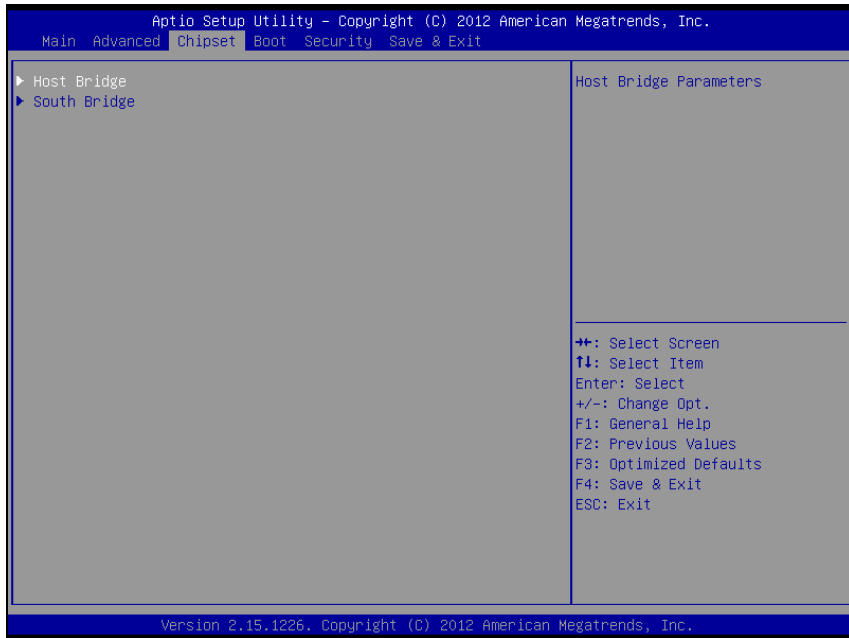 Aptio Setup Utility – Copyright (C) 2012 American Megatrends, Inc.
Main Advanced Chipset Boot Security Save & Exit
Host Bridge
South Bridge
Host Bridge Parameters
→←: Select Screen
↑↓: Select Item
Enter: Select
+/-: Change Opt.
F1: General Help
F2: Previous Values
F3: Optimized Defaults
F4: Save & Exit
ESC: Exit
Version 2.15.1226. Copyright (C) 2012 American Megatrends, Inc.